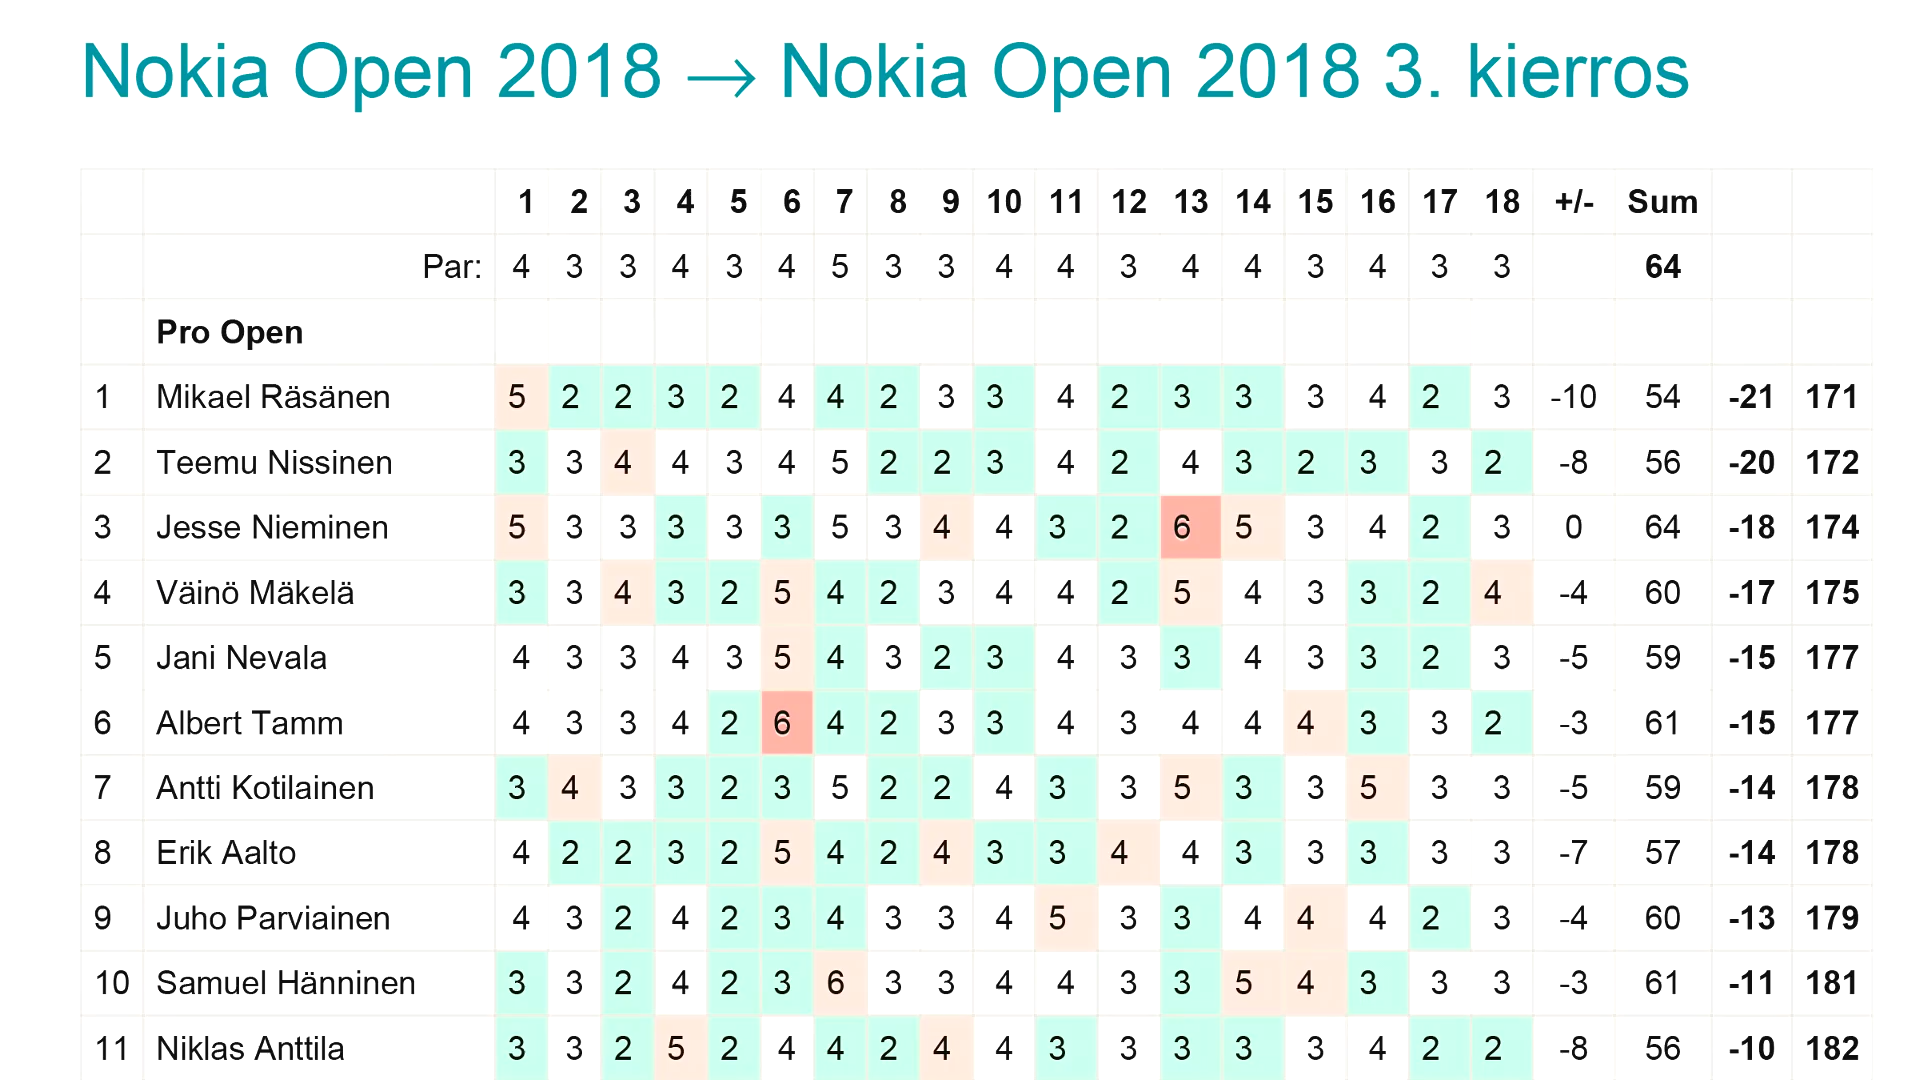 Nokia Open 2018 → Nokia Open 2018 3. kierros
1 2 3 4 5 6 7 8 9 10 11 12 13 14 15 16 17 18 +/- Sum
Par: 4 3 3 4 3 4 5 3 3 4 4 3 4 4 3 4 3 3 64
Pro Open
1 Mikael Räsänen 5 2 2 3 2 4 4 2 3 3 4 2 3 3 3 4 2 3 -10 54 -21 171
2 Teemu Nissinen 3 3 4 4 3 4 5 2 2 3 4 2 4 3 2 3 3 2 -8 56 -20 172
3 Jesse Nieminen 5 3 3 3 3 3 5 3 4 4 3 2 6 5 3 4 2 3 0 64 -18 174
4 Väinö Mäkelä 3 3 4 3 2 5 4 2 3 4 4 2 5 4 3 3 2 4 -4 60 -17 175
5 Jani Nevala 4 3 3 4 3 5 4 3 2 3 4 3 3 4 3 3 2 3 -5 59 -15 177
6 Albert Tamm 4 3 3 4 2 6 4 2 3 3 4 3 4 4 4 3 3 2 -3 61 -15 177
7 Antti Kotilainen 3 4 3 3 2 3 5 2 2 4 3 3 5 3 3 5 3 3 -5 59 -14 178
8 Erik Aalto 4 2 2 3 2 5 4 2 4 3 3 4 4 3 3 3 3 3 -7 57 -14 178
9 Juho Parviainen 4 3 2 4 2 3 4 3 3 4 5 3 3 4 4 4 2 3 -4 60 -13 179
10 Samuel Hänninen 3 3 2 4 2 3 6 3 3 4 4 3 3 5 4 3 3 3 -3 61 -11 181
11 Niklas Anttila 3 3 2 5 2 4 4 2 4 4 3 3 3 3 3 4 2 2 -8 56 -10 182